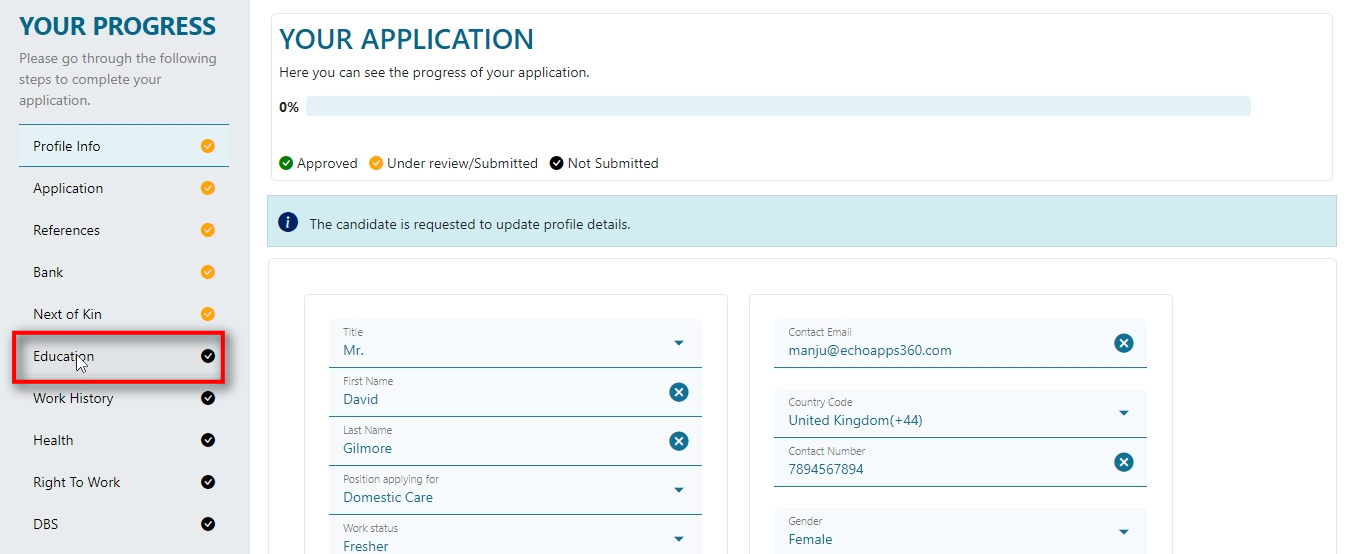 YOUR PROGRESS
Please go through the following
steps to complete your
application.
Profile Info
Application
References
Bank
Next of Kin
Education
Work History
Health
Right To Work
DBS
YOUR APPLICATION
Here you can see the progress of your application.
0%
Approved Under review/Submitted Not Submitted
i The candidate is requested to update profile details.
Title
Mr.
First Name
David
Last Name
Gilmore
Position applying for
Domestic Care
Work status
Fresher
Contact Email
manju@echoapps360.com
Country Code
United Kingdom(+44)
Contact Number
7894567894
Gender
Female